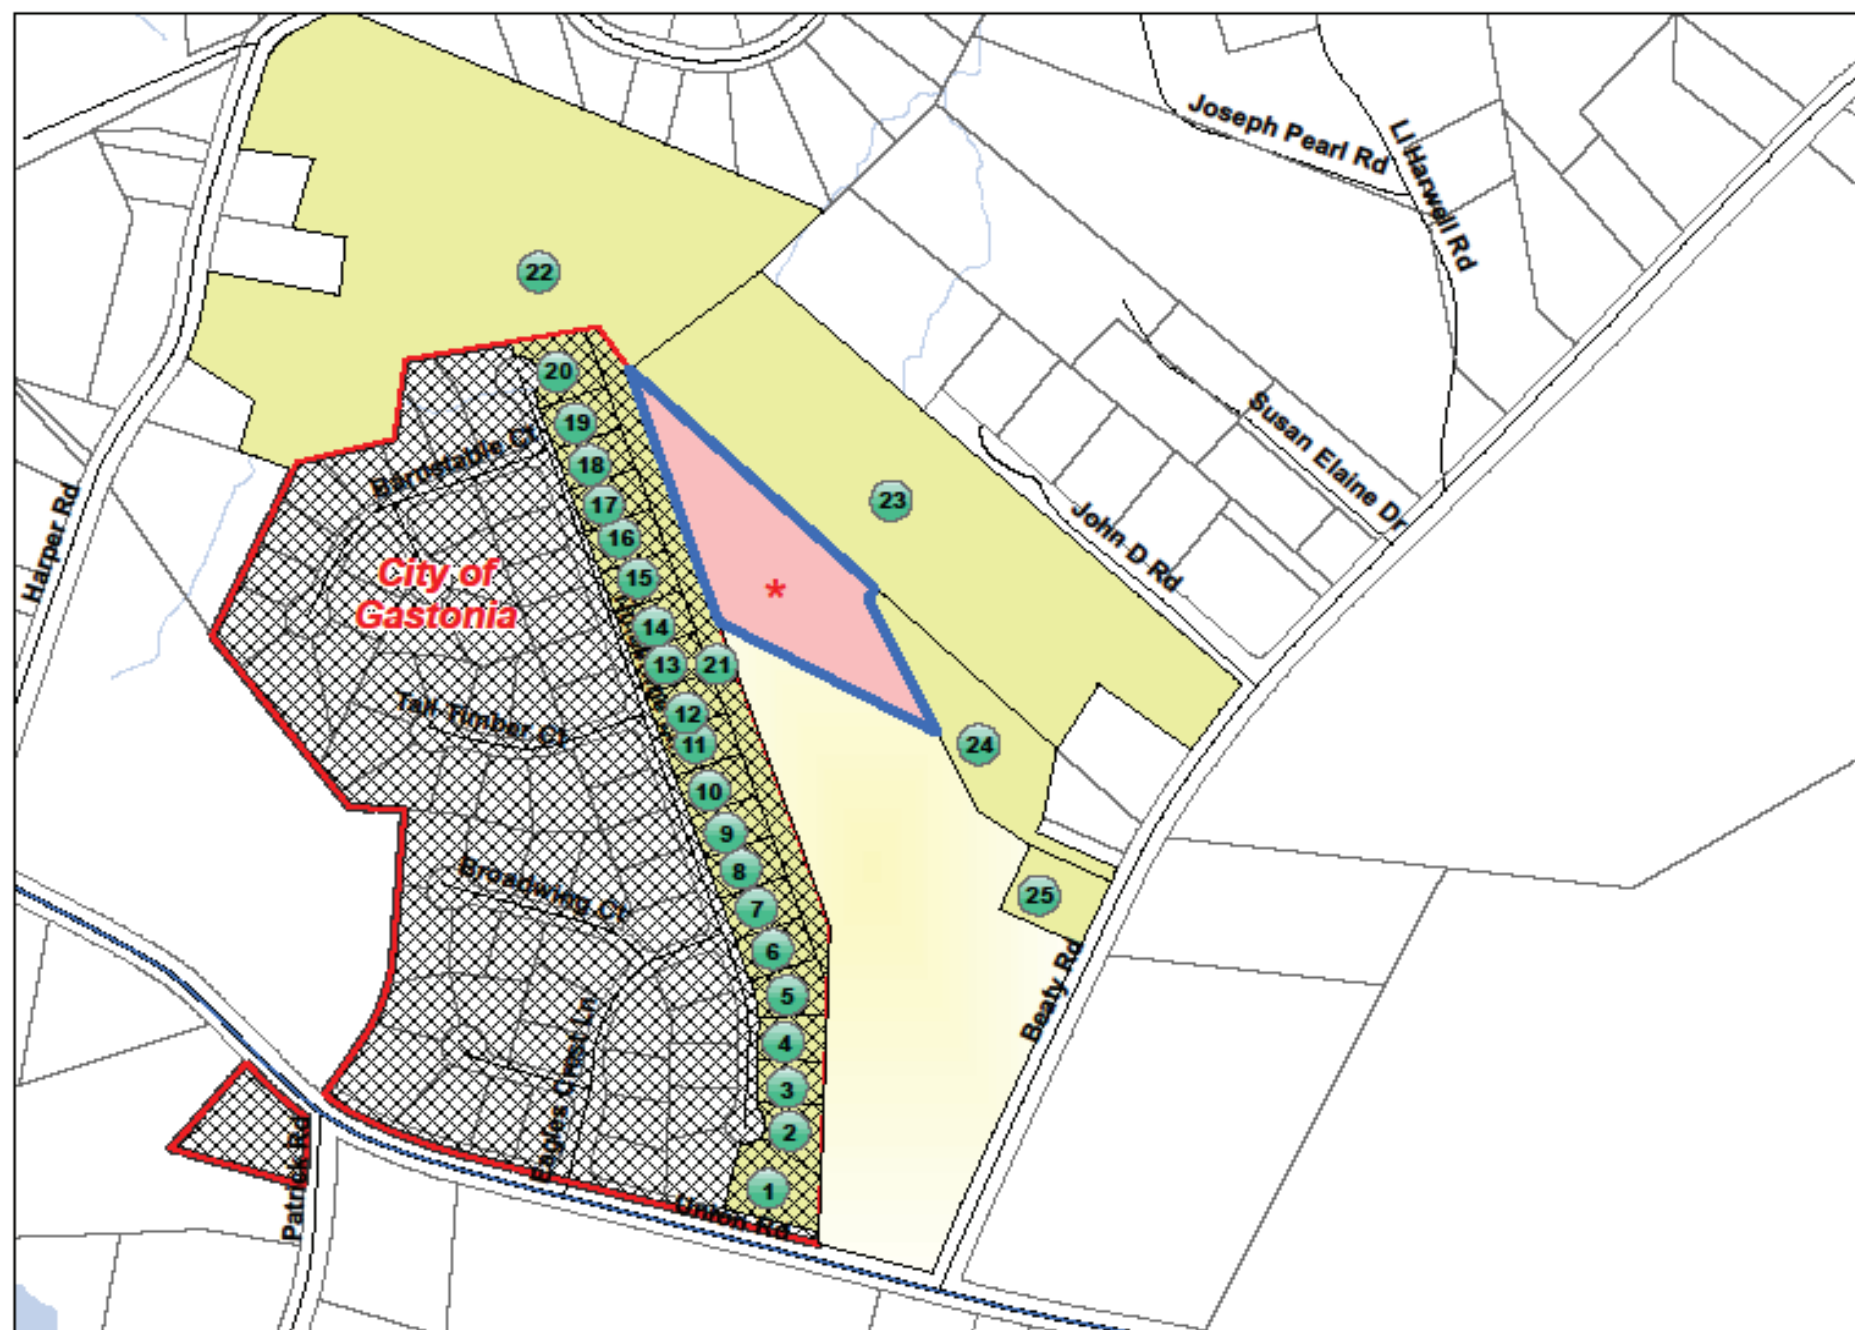 Joseph Pearl Rd
LI Harwell Rd
22
20
19
18
17
16
15
14
13
21
12
11
10
9
8
7
6
5
4
3
2
1
23
24
25
Barnstable Ct
Susan Elaine Dr
John D Rd
Harper Rd
City of
Gastonia
*
Tall Timber Ct
Broadwing Ct
Eagles Crest Ln
Beaty Rd
Patrick Rd
Union Rd